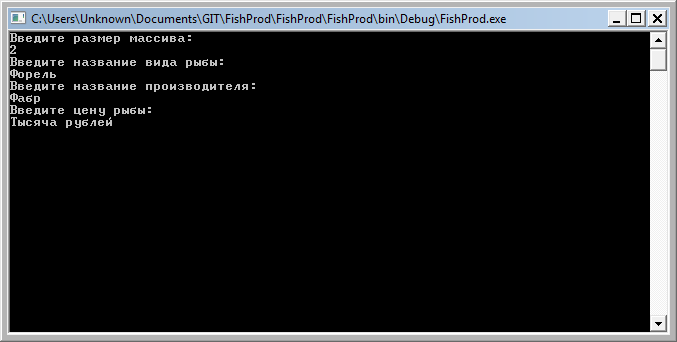 C:\Users\Unknown\Documents\GIT\FishProd\FishProd\FishProd\bin\Debug\FishProd.exe
Введите размер массива:
2
Введите название вида рыбы:
Форель
Введите название производителя:
Фабр
Введите цену рыбы:
Тысяча рублей